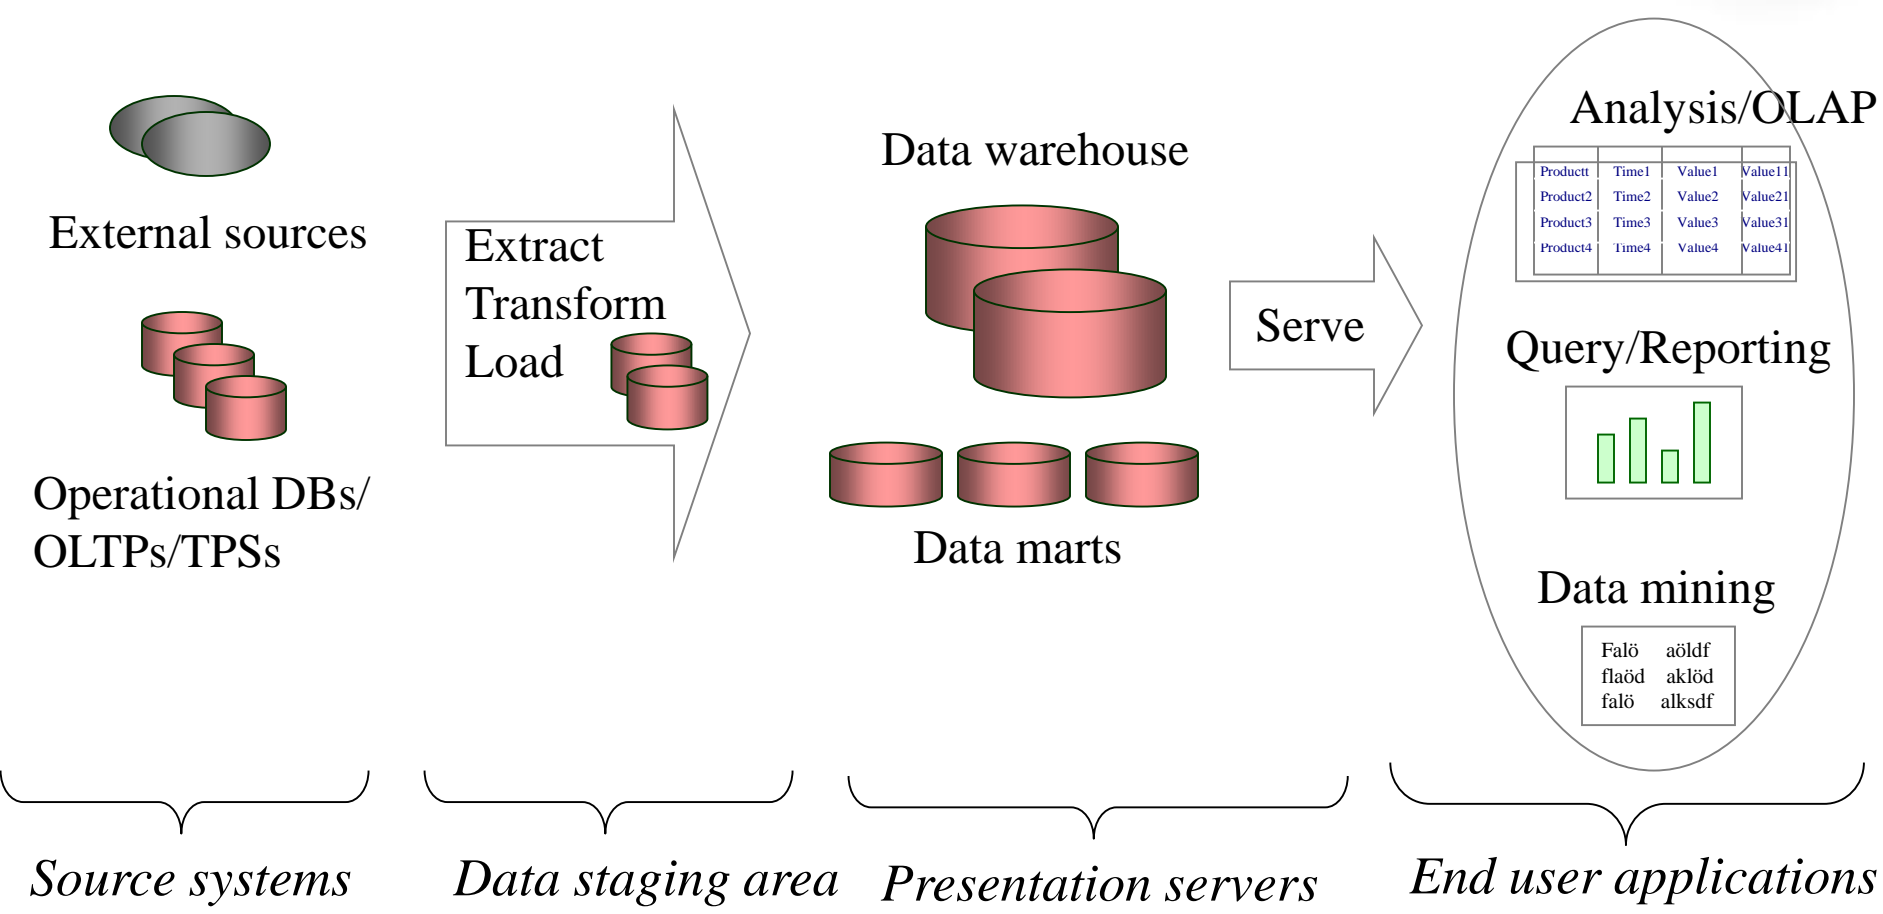 External sources
Operational DBs/
OLTPs/TPSs
Extract
Transform
Load
Data warehouse
Data marts
Serve
Analysis/OLAP
Productt Time1 Value1 Value11
Product2 Time2 Value2 Value21
Product3 Time3 Value3 Value31
Product4 Time4 Value4 Value41
Query/Reporting
Data mining
Falö aöldf
flaöd aklöd
falö alksdf
Source systems
Data staging area
Presentation servers
End user applications